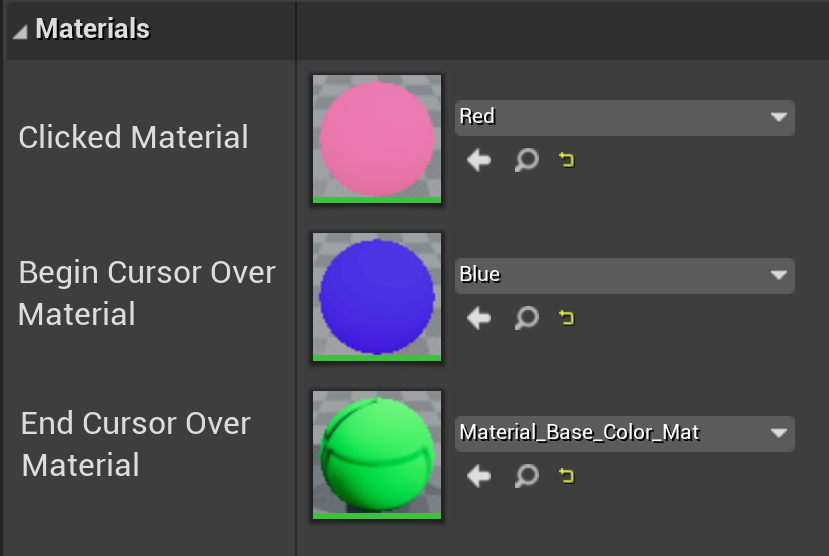 Materials
Clicked Material
Red
Begin Cursor Over
Material
Blue
End Cursor Over
Material
Material_Base_Color_Mat